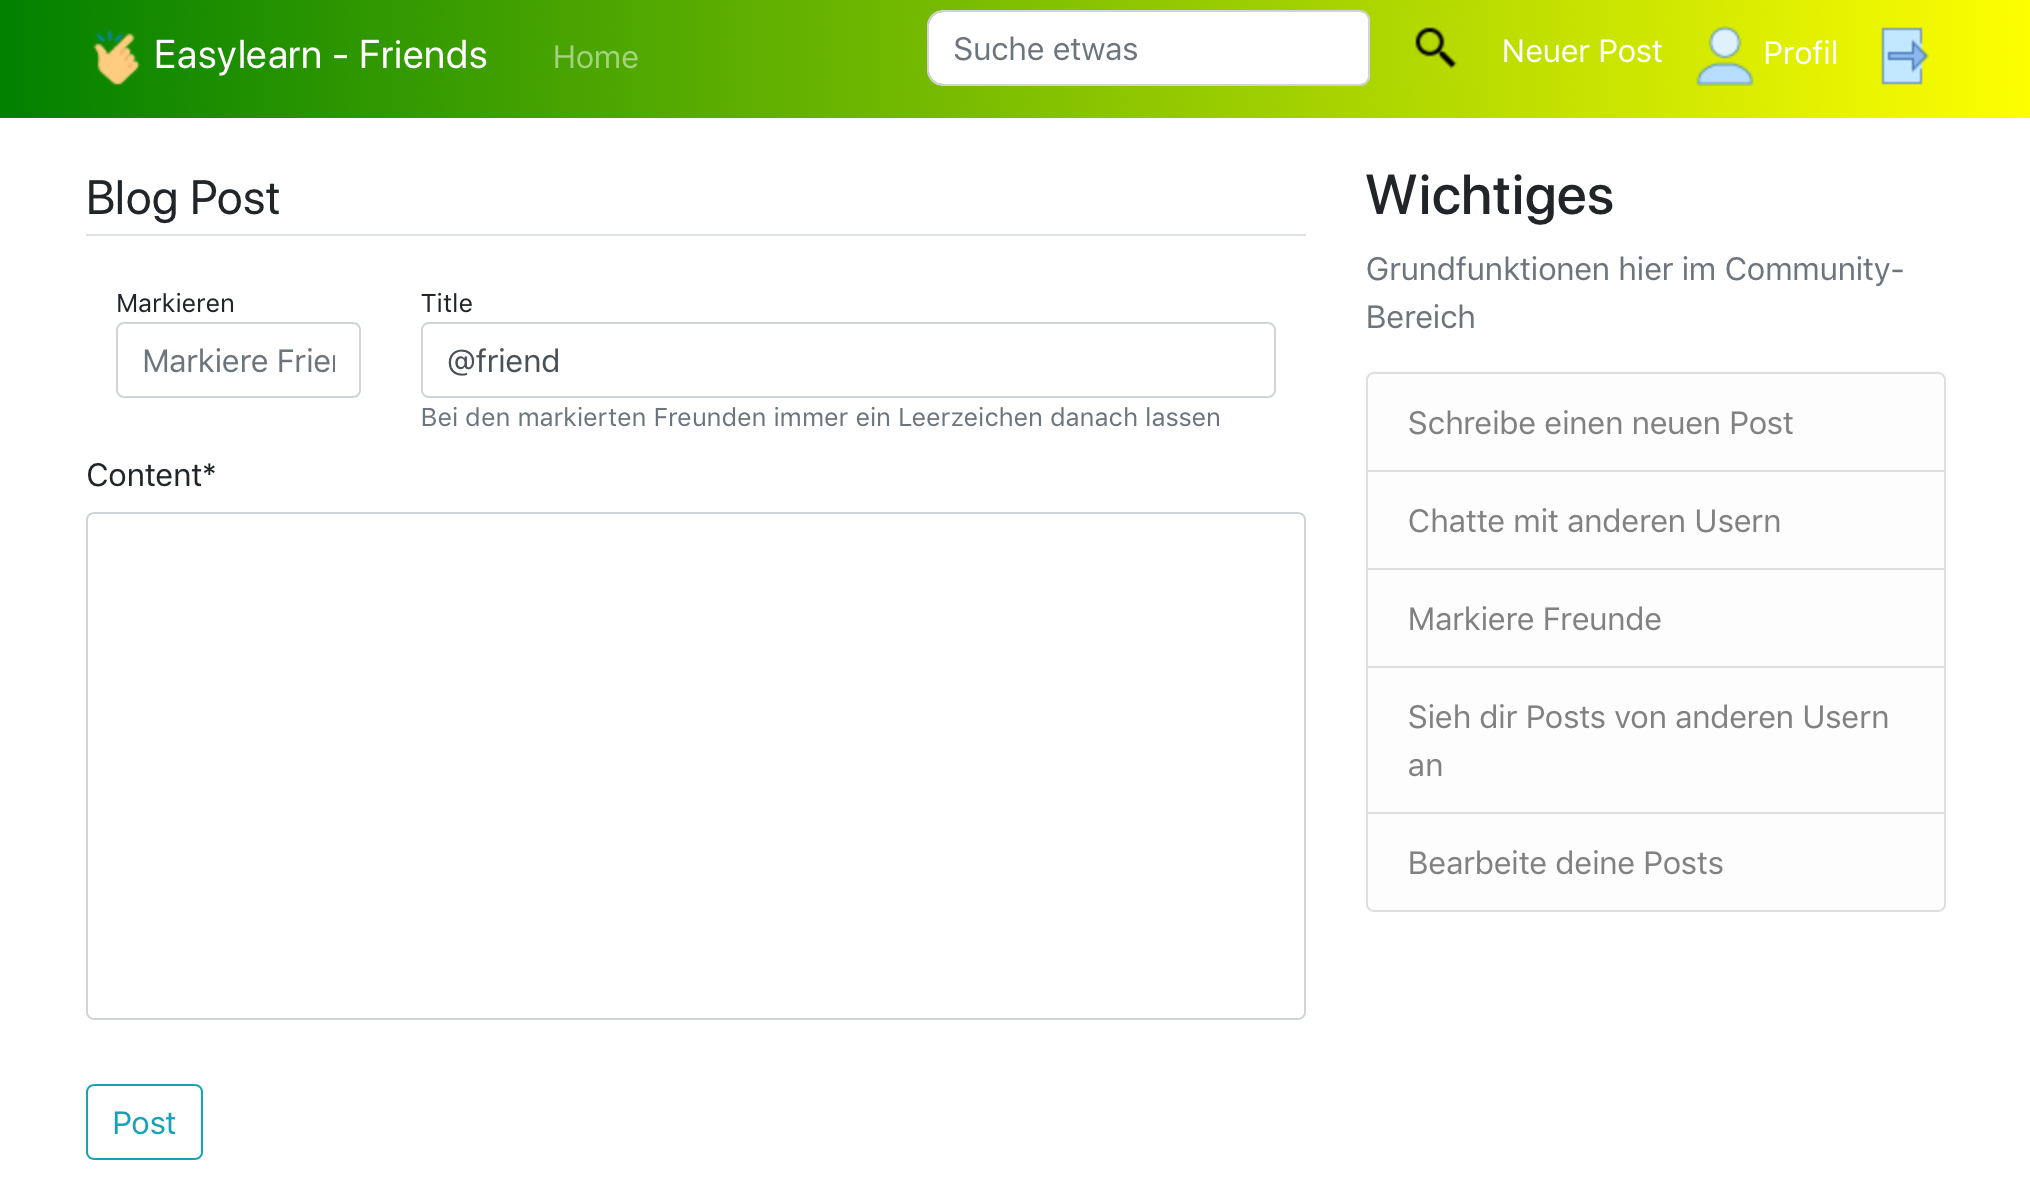 Easylearn - Friends
Home
Suche etwas
Neuer Post
Profil
Blog Post
Markieren
Title
Markiere Frie
@friend
Bei den markierten Freunden immer ein Leerzeichen danach lassen
Content*
Post
Wichtiges
Grundfunktionen hier im Community-
Bereich
Schreibe einen neuen Post
Chatte mit anderen Usern
Markiere Freunde
Sieh dir Posts von anderen Usern
an
Bearbeite deine Posts